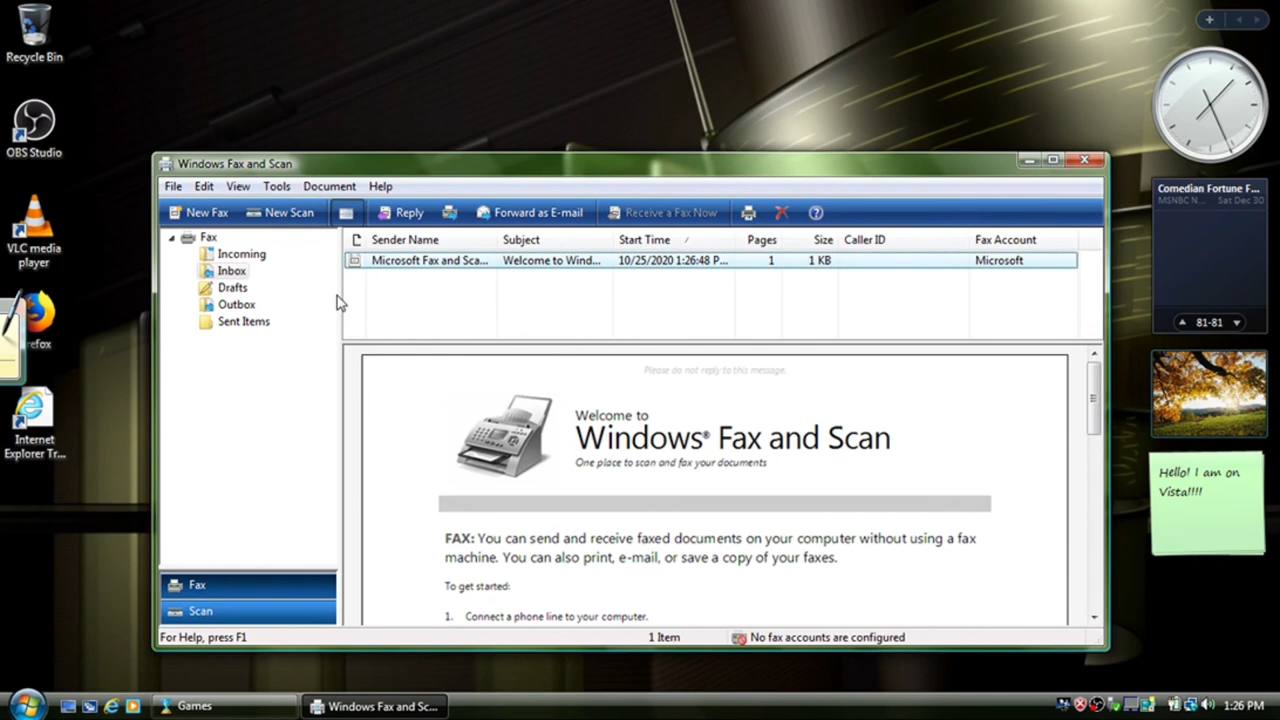 Recycle Bin
OBS Studio
VLC media
player
refox
Internet
Explorer Tr...
Windows Fax and Scan
File Edit View Tools Document Help
New Fax New Scan Reply Forward as E-mail Receive a Fax Now
Fax
Incoming
Inbox
Drafts
Outbox
Sent Items
Sender Name Subject Start Time Pages Size Caller ID Fax Account
Microsoft Fax and Sca... Welcome to Wind... 10/25/2020 1:26:48 P... 1 1 KB Microsoft
Please do not reply to this message.
Welcome to
Windows® Fax and Scan
One place to scan and fax your documents
FAX: You can send and receive faxed documents on your computer without using a fax
machine. You can also print, e-mail, or save a copy of your faxes.
To get started:
1. Connect a phone line to your computer.
Fax
Scan
For Help, press F1 1 Item No fax accounts are configured
Comedian Fortune F...
MSNBC N... Sat Dec 30
81-81
Hello! I am on
Vista!!!!
Games Windows Fax and Sc... 1:26 PM